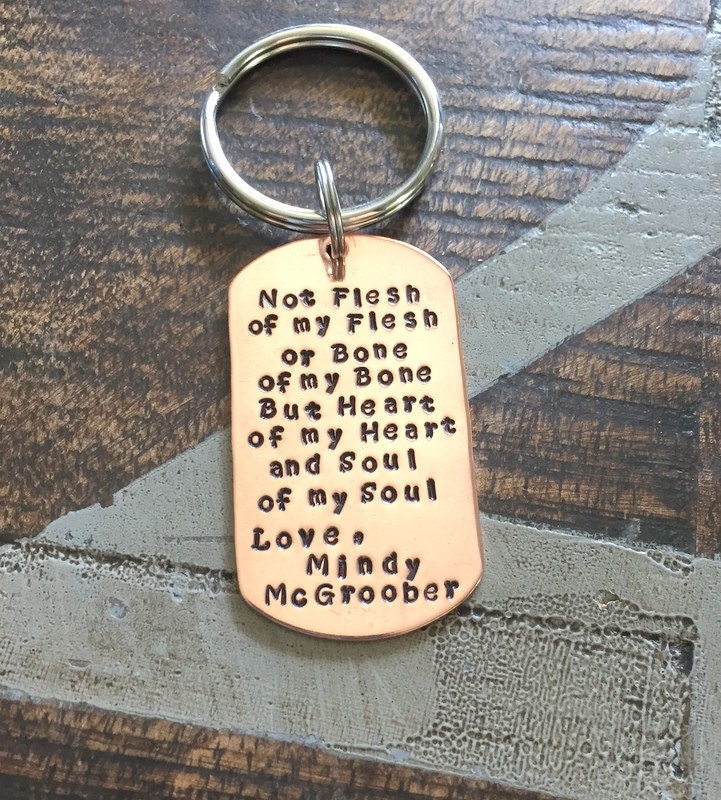 Not Flesh
of my Flesh
or Bone
of my Bone
But Heart
of my Heart
and Soul
of my Soul
Love,
Mindy
McGroober